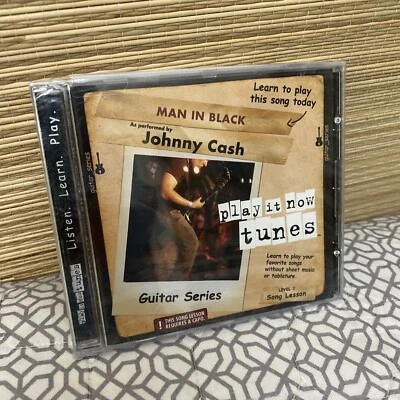 Learn to play
this song today
MAN IN BLACK
As performed by
Johnny Cash
guitar_series
guitar_series
play it now
tunes
Learn to play your
favorite songs
without sheet music
or tablature.
LEVEL 1
Song Lesson
Guitar Series
! THIS SONG LESSON
REQUIRES A CAPO.
Listen. Learn. Play.